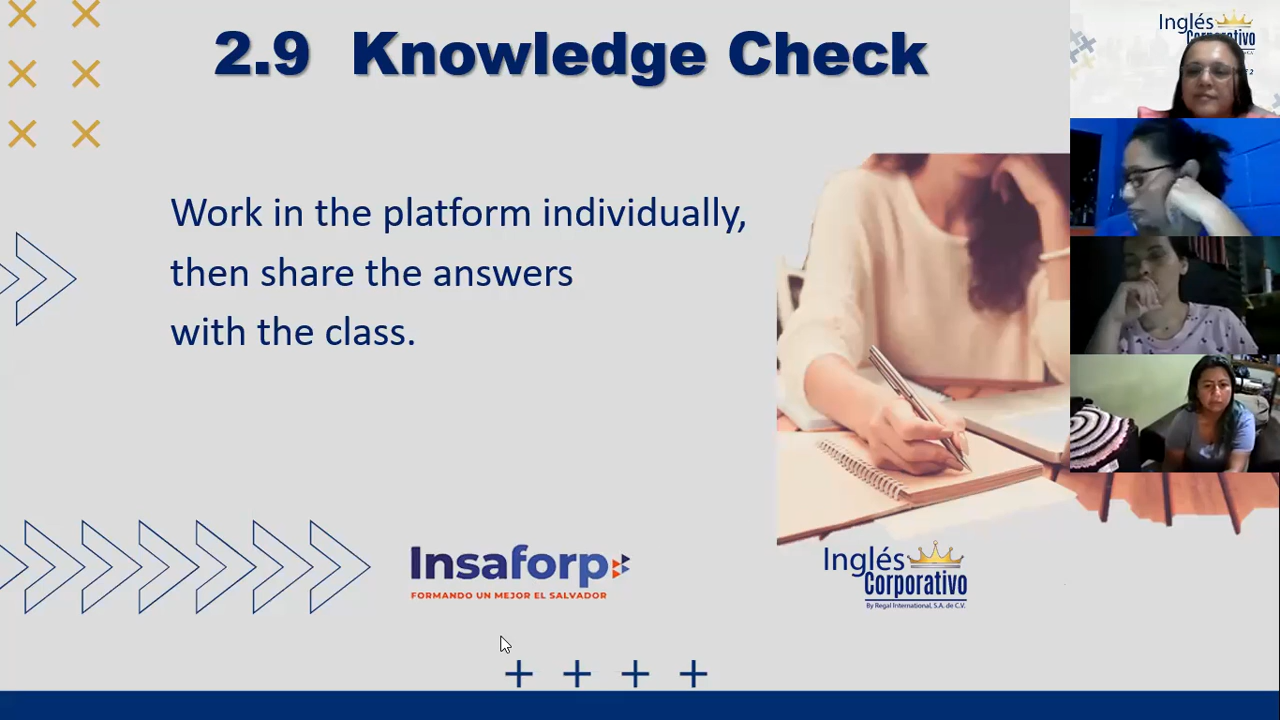 2.9 Knowledge Check
Work in the platform individually,
then share the answers
with the class.
Insaforp
FORMANDO UN MEJOR EL SALVADOR
Inglés
Corporativo
By Regal International, S.A. de C.V.
Inglés
Corporativo